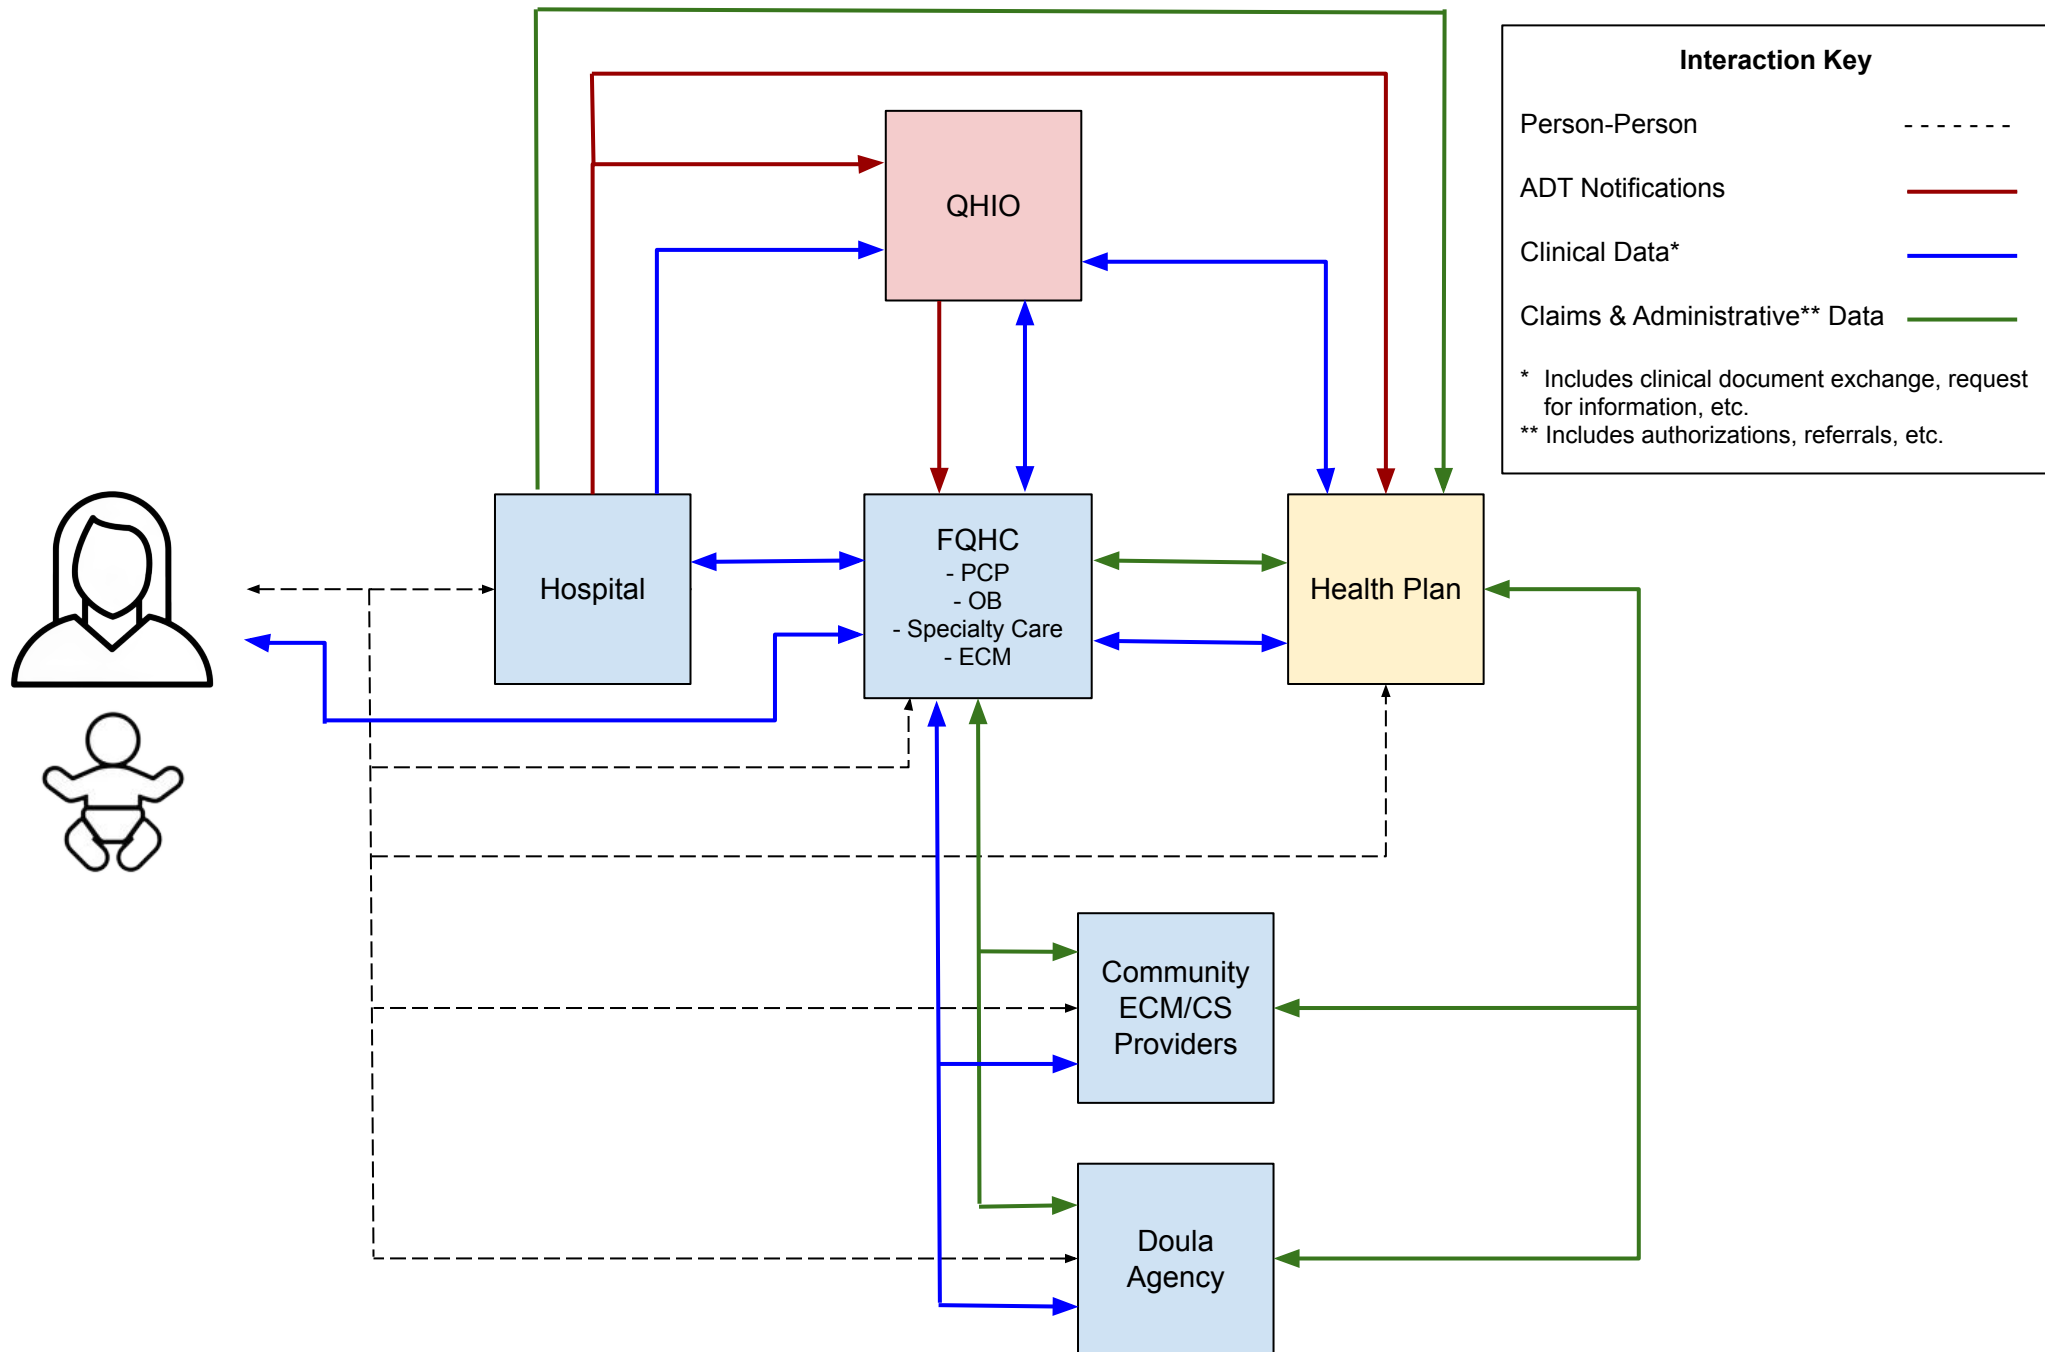 Interaction Key
Person-Person
ADT Notifications
Clinical Data*
Claims & Administrative** Data
* Includes clinical document exchange, request
for information, etc.
** Includes authorizations, referrals, etc.
QHIO
Hospital
FQHC
- PCP
- OB
- Specialty Care
- ECM
Health Plan
Community
ECM/CS
Providers
Doula
Agency